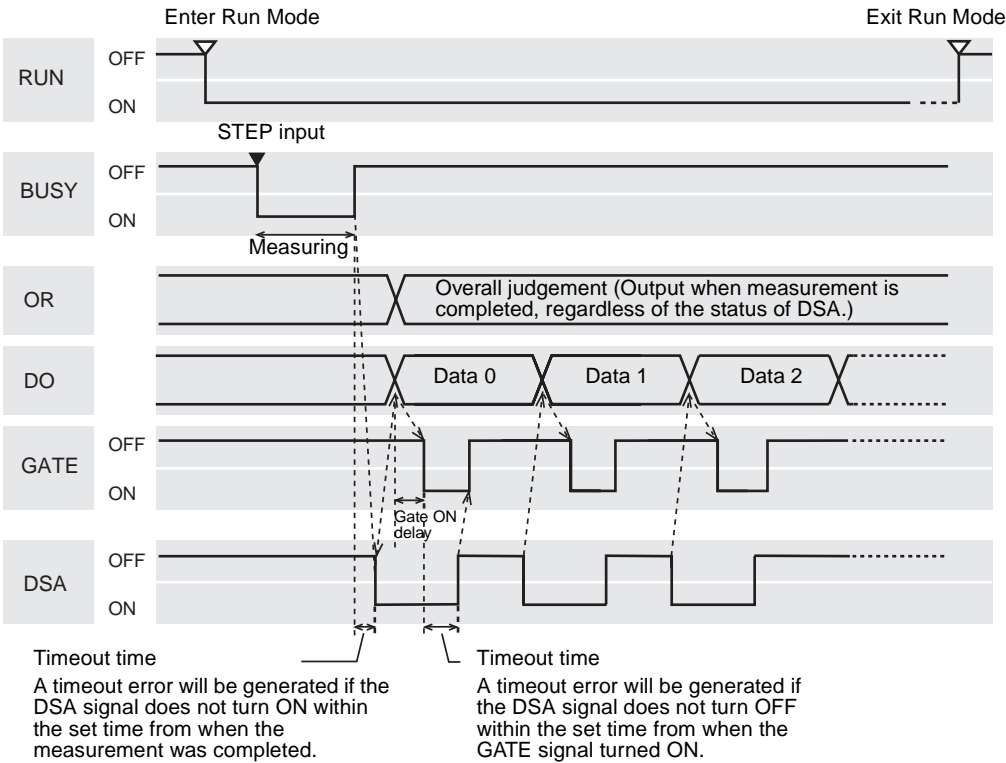 Enter Run Mode
Exit Run Mode
RUN
OFF
ON
STEP input
BUSY
OFF
ON
Measuring
OR
Overall judgement (Output when measurement is
completed, regardless of the status of DSA.)
DO
Data 0
Data 1
Data 2
GATE
OFF
ON
Gate ON
delay
DSA
OFF
ON
Timeout time
A timeout error will be generated if the
DSA signal does not turn ON within
the set time from when the
measurement was completed.
Timeout time
A timeout error will be generated if
the DSA signal does not turn OFF
within the set time from when the
GATE signal turned ON.